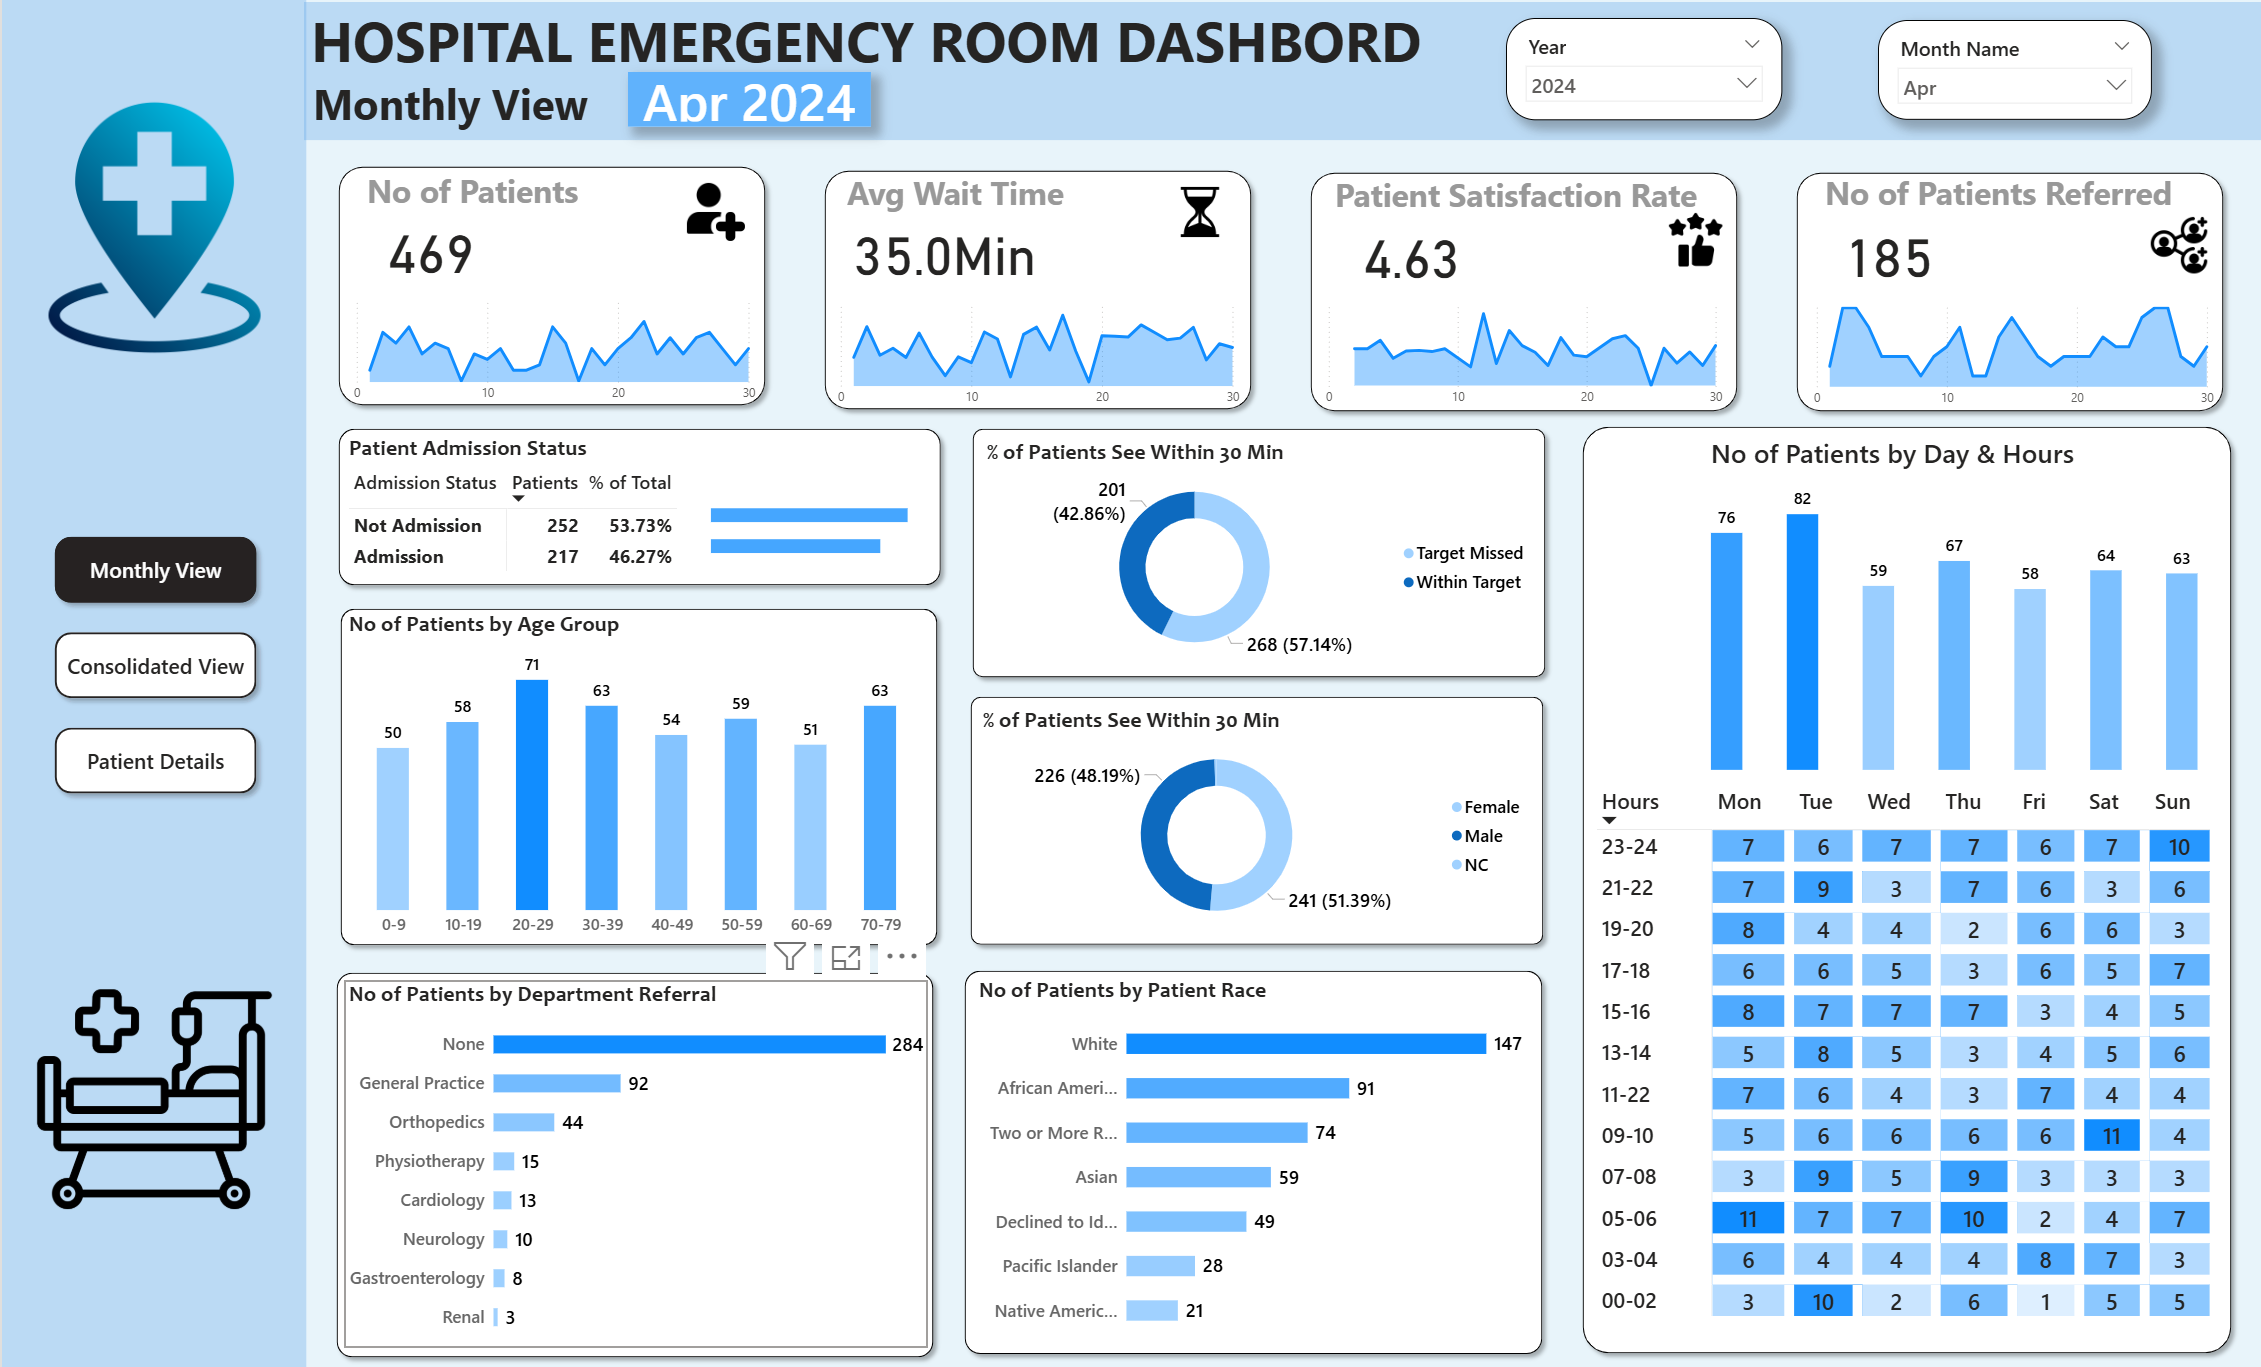 HOSPITAL EMERGENCY ROOM DASHBORD
Monthly View Apr 2024
Year
2024
Month Name
Apr
Monthly View
Consolidated View
Patient Details
No of Patients
469
0 10 20 30
Avg Wait Time
35.0Min
0 10 20 30
Patient Satisfaction Rate
4.63
0 10 20 30
No of Patients Referred
185
0 10 20 30
Patient Admission Status
Admission Status Patients % of Total
Not Admission 252 53.73%
Admission 217 46.27%
No of Patients by Age Group
50 58 71 63 54 59 51 63
0-9 10-19 20-29 30-39 40-49 50-59 60-69 70-79
No of Patients by Department Referral
None 284
General Practice 92
Orthopedics 44
Physiotherapy 15
Cardiology 13
Neurology 10
Gastroenterology 8
Renal 3
% of Patients See Within 30 Min
201
(42.86%)
268 (57.14%)
Target Missed
Within Target
% of Patients See Within 30 Min
226 (48.19%)
241 (51.39%)
Female
Male
NC
No of Patients by Patient Race
White 147
African Ameri... 91
Two or More R... 74
Asian 59
Declined to Id... 49
Pacific Islander 28
Native Americ... 21
No of Patients by Day & Hours
76 82 59 67 58 64 63
Hours Mon Tue Wed Thu Fri Sat Sun
23-24 7 6 7 7 6 7 10
21-22 7 9 3 7 6 3 6
19-20 8 4 4 2 6 6 3
17-18 6 6 5 3 6 5 7
15-16 8 7 7 7 3 4 5
13-14 5 8 5 3 4 5 6
11-22 7 6 4 3 7 4 4
09-10 5 6 6 6 6 11 4
07-08 3 9 5 9 3 3 3
05-06 11 7 7 10 2 4 7
03-04 6 4 4 4 8 7 3
00-02 3 10 2 6 1 5 5